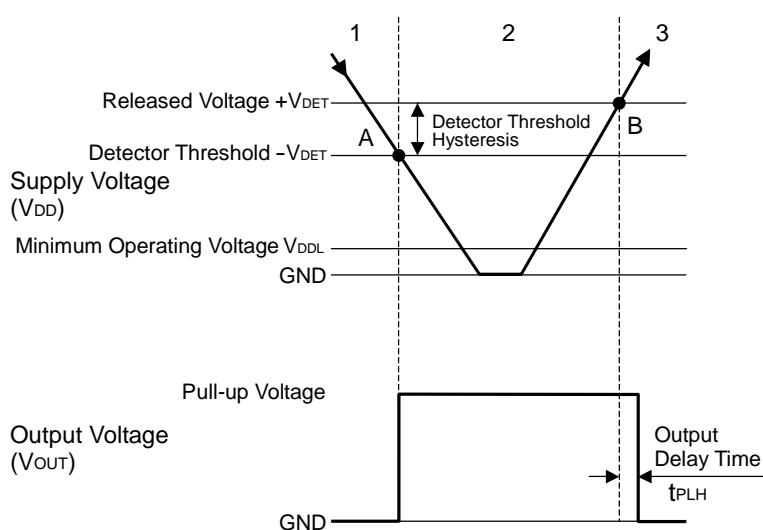 1 2 3
Released Voltage +VDET
A
B
Detector Threshold
Hysteresis
Detector Threshold −VDET
Supply Voltage
(VDD)
Minimum Operating Voltage VDDL
GND
Pull-up Voltage
Output Voltage
(VOUT)
Output
Delay Time
tPLH
GND